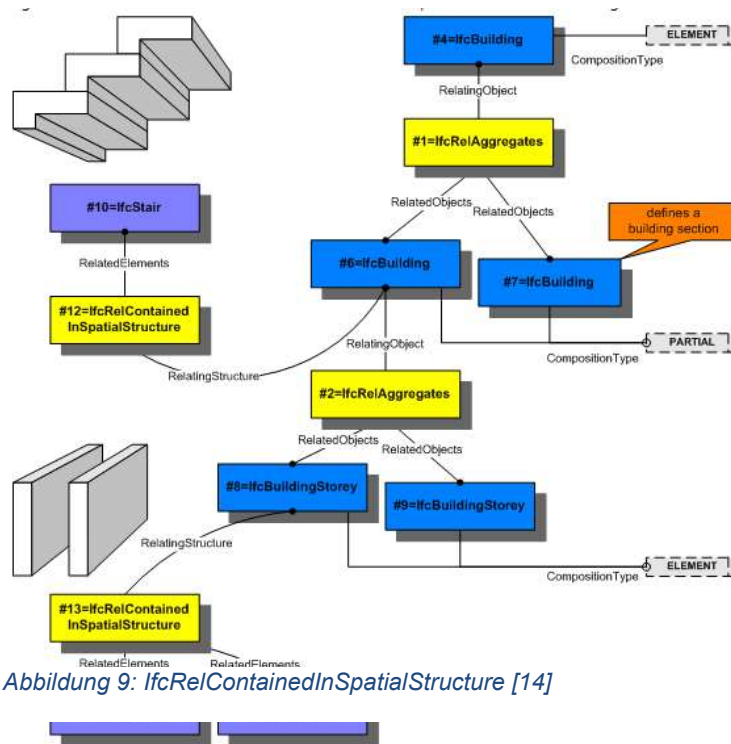 #4=IfcBuilding
ELEMENT
CompositionType
RelatingObject
#1=IfcRelAggregates
RelatedObjects
RelatedObjects
#10=IfcStair
defines a
building section
RelatedElements
#6=IfcBuilding
#7=IfcBuilding
#12=IfcRelContained
InSpatialStructure
RelatingObject
PARTIAL
CompositionType
RelatingStructure
#2=IfcRelAggregates
RelatedObjects
RelatedObjects
#8=IfcBuildingStorey
#9=IfcBuildingStorey
RelatingStructure
ELEMENT
CompositionType
#13=IfcRelContained
InSpatialStructure
RelatedElements
RelatedElements
Abbildung 9: IfcRelContainedInSpatialStructure [14]